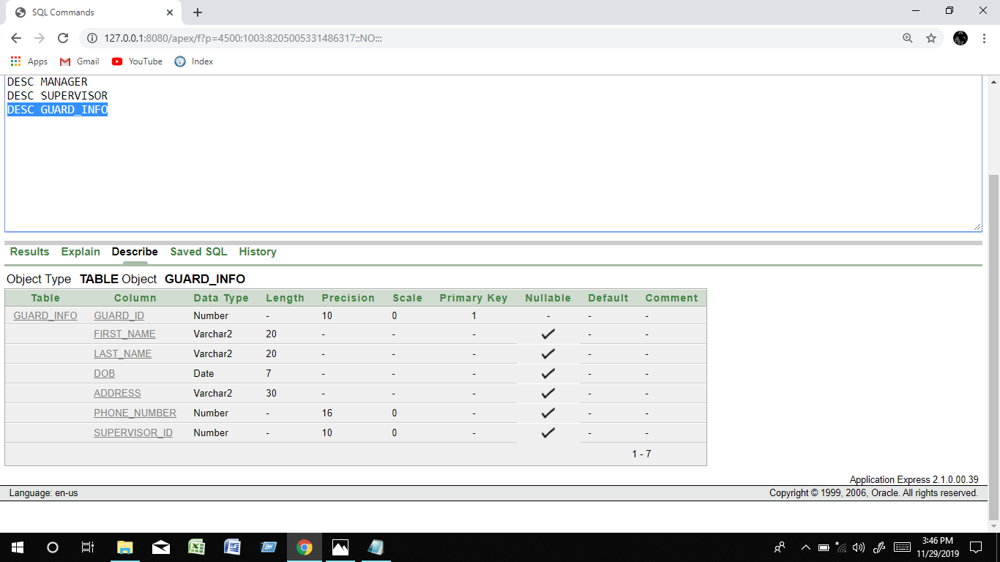 SQL Commands
127.0.0.1:8080/apex/f?p=4500:1003:8205005331486317::NO:::
Apps Gmail YouTube Index
DESC MANAGER
DESC SUPERVISOR
DESC GUARD_INFO
Results Explain Describe Saved SQL History
Object Type TABLE Object GUARD_INFO
Table Column Data Type Length Precision Scale Primary Key Nullable Default Comment
GUARD_INFO GUARD_ID Number - 10 0 1 - - -
FIRST_NAME Varchar2 20 - - - - -
LAST_NAME Varchar2 20 - - - - -
DOB Date 7 - - - - -
ADDRESS Varchar2 30 - - - - -
PHONE_NUMBER Number - 16 0 - - -
SUPERVISOR_ID Number - 10 0 - - -
1 - 7
Application Express 2.1.0.00.39
Language: en-us Copyright © 1999, 2006, Oracle. All rights reserved.
3:46 PM
11/29/2019